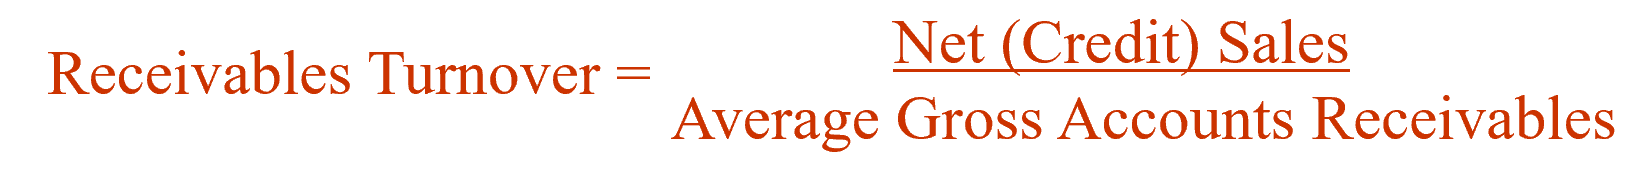 Receivables Turnover =
Net (Credit) Sales
Average Gross Accounts Receivables